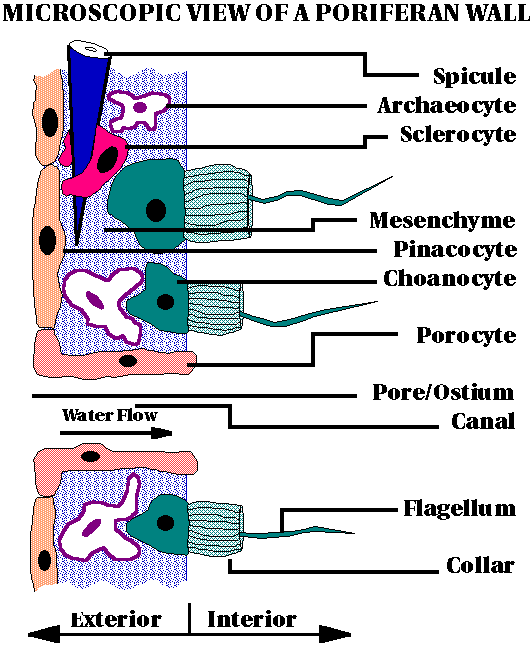 MICROSCOPIC VIEW OF A PORIFERAN WALL
Spicule
Archaeocyte
Sclerocyte
Mesenchyme
Pinacocyte
Choanocyte
Porocyte
Pore/Ostium
Water Flow
Canal
Flagellum
Collar
Exterior
Interior